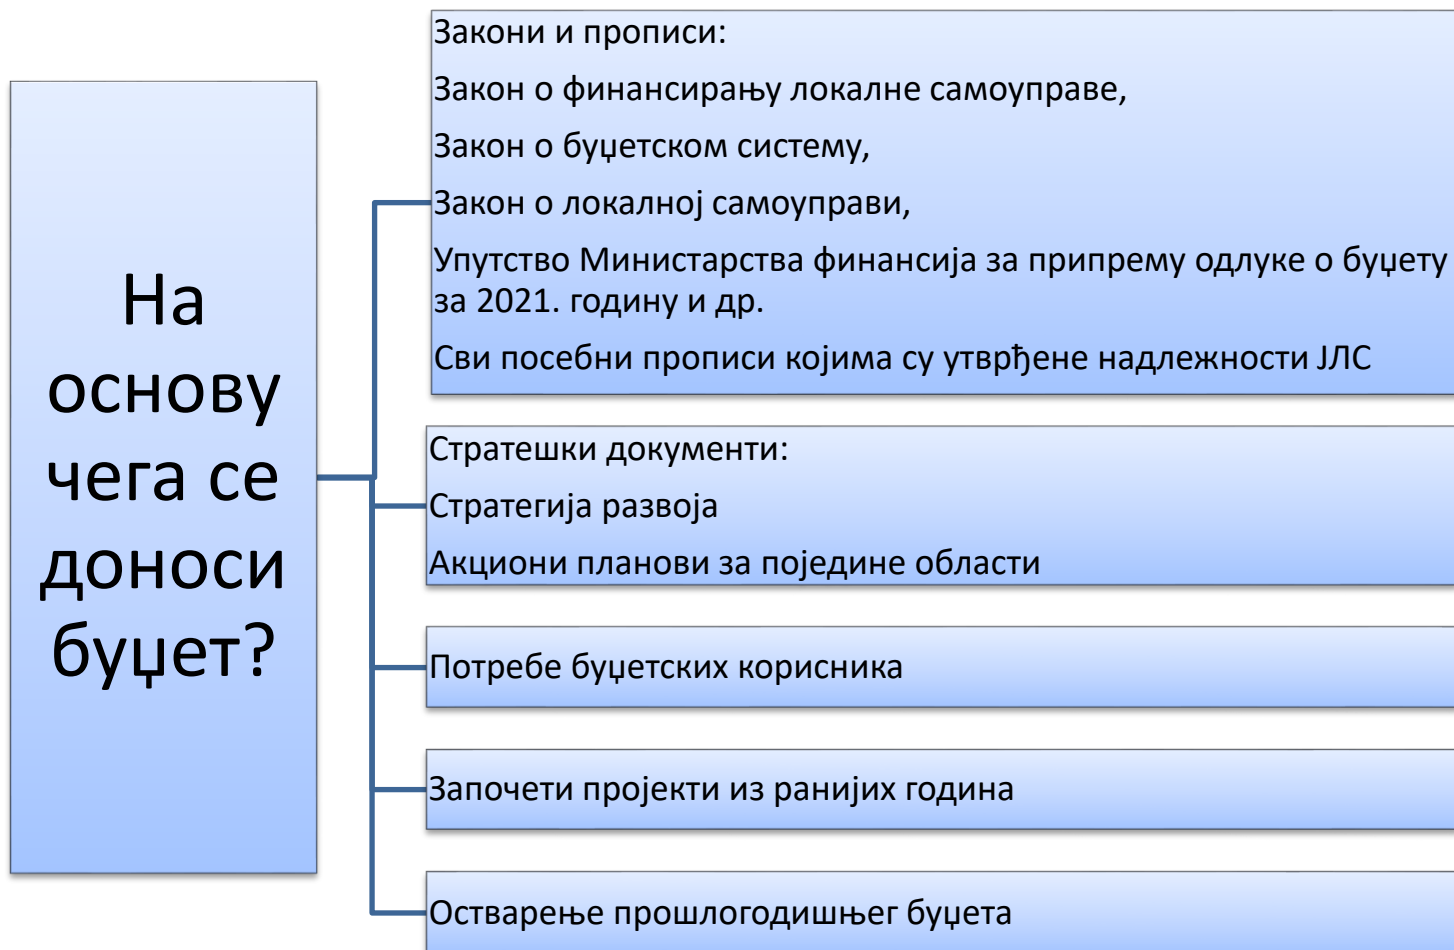 На
основу
чега се
доноси
буџет?
Закони и прописи:
Закон о финансирању локалне самоуправе,
Закон о буџетском систему,
Закон о локалној самоуправи,
Упутство Министарства финансија за припрему одлуке о буџету
за 2021. годину и др.
Сви посебни прописи којима су утврђене надлежности ЈЛС
Стратешки документи:
Стратегија развоја
Акциони планови за поједине области
Потребе буџетских корисника
Започети пројекти из ранијих година
Остварење прошлогодишњег буџета